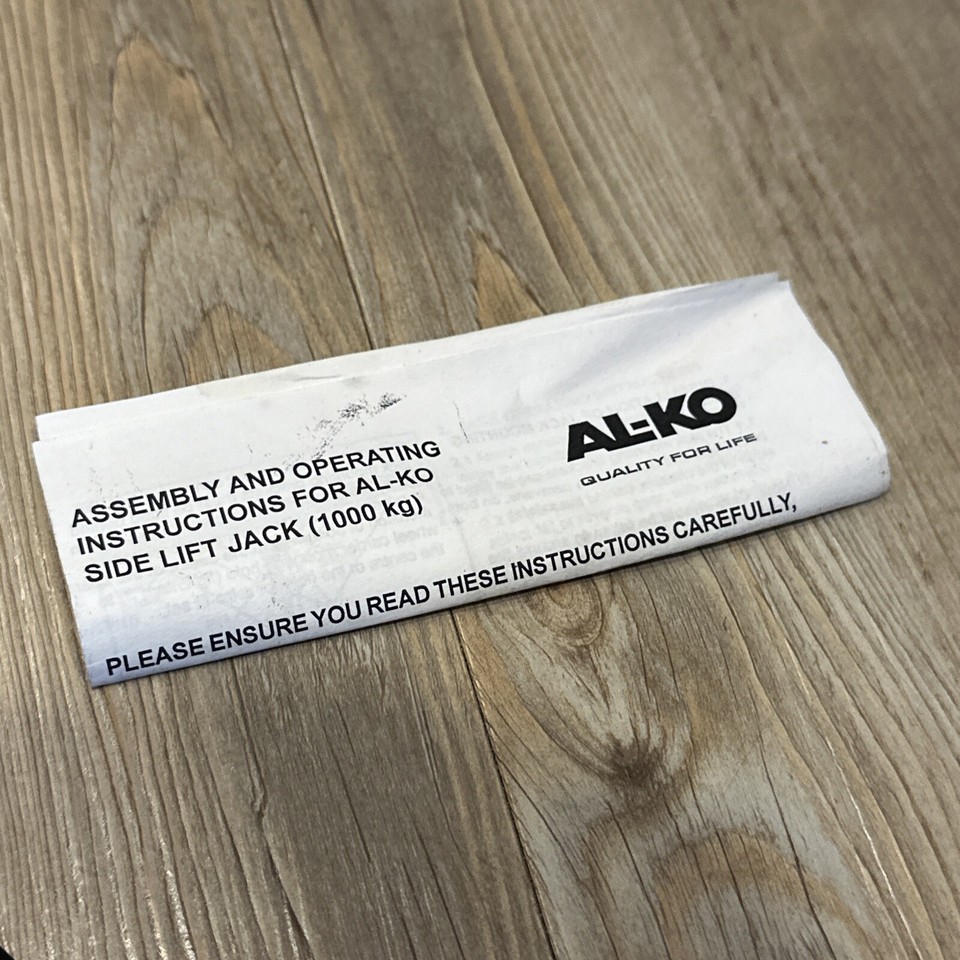 ASSEMBLY AND OPERATING
INSTRUCTIONS FOR AL-KO
SIDE LIFT JACK (1000 kg)
AL-KO
QUALITY FOR LIFE
PLEASE ENSURE YOU READ THESE INSTRUCTIONS CAREFULLY,